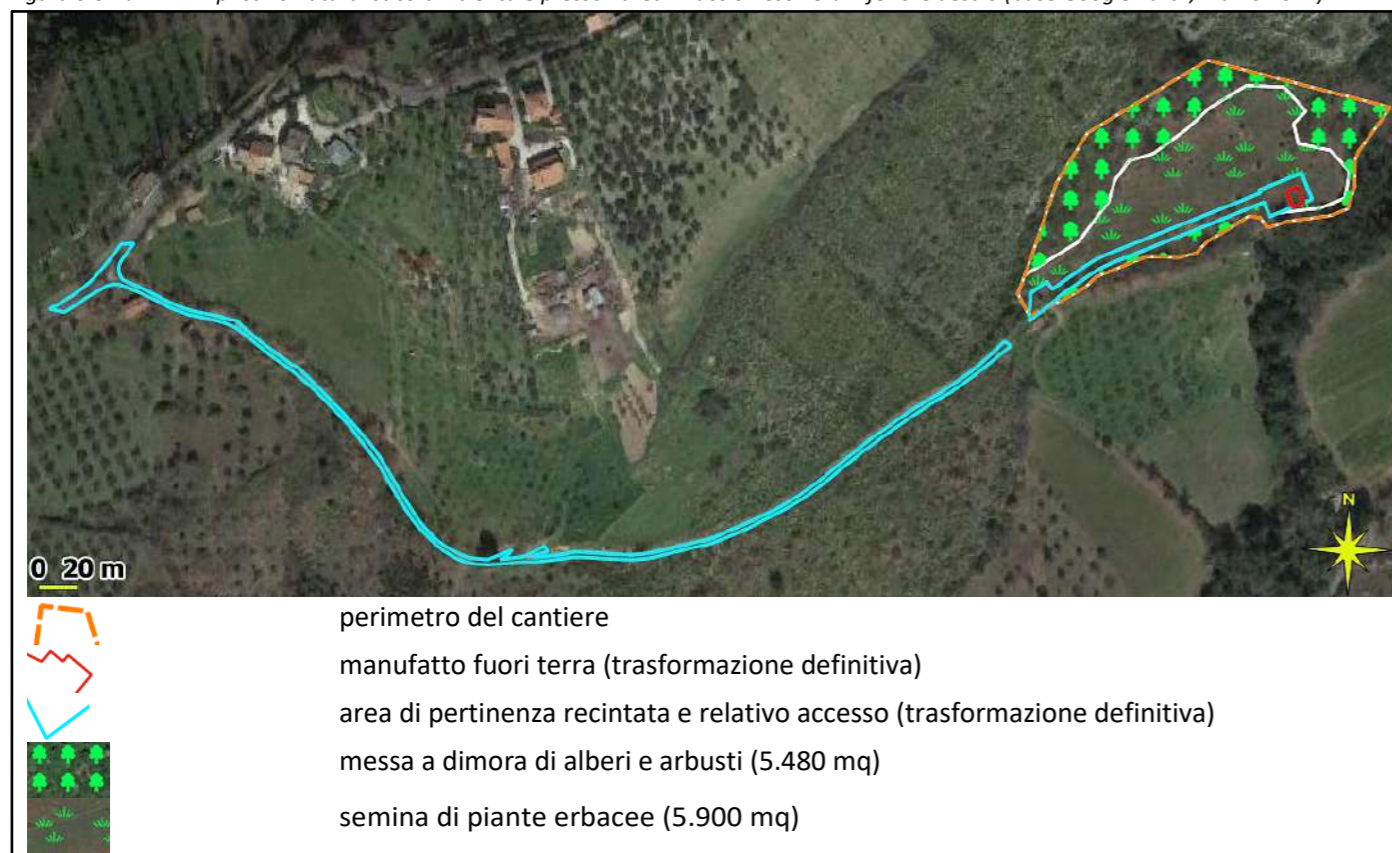 N
0 20 m
perimetro del cantiere
manufatto fuori terra (trasformazione definitiva)
area di pertinenza recintata e relativo accesso (trasformazione definitiva)
messa a dimora di alberi e arbusti (5.480 mq)
semina di piante erbacee (5.900 mq)